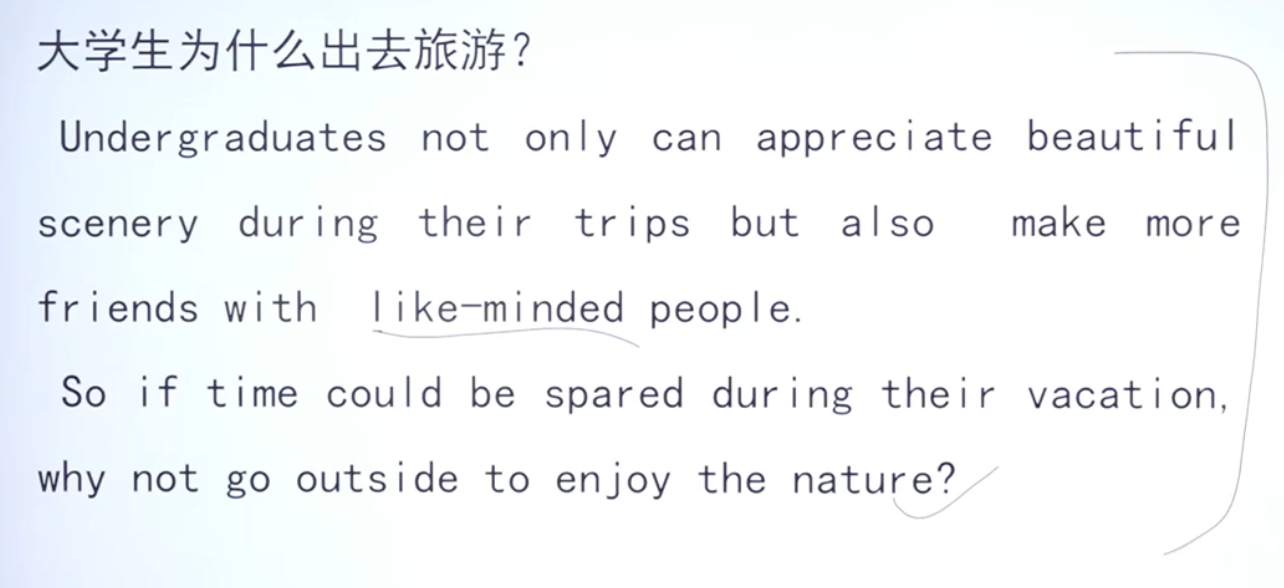 大学生为什么出去旅游?
Undergraduates not only can appreciate beautiful
scenery during their trips but also make more
friends with like-minded people.
So if time could be spared during their vacation,
why not go outside to enjoy the nature?